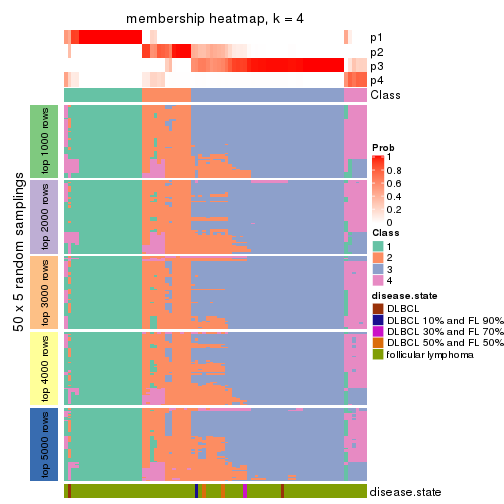 membership heatmap, k = 4
p1
p2
p3
p4
Class
50 x 5 random samplings
top 1000 rows
top 2000 rows
top 3000 rows
top 4000 rows
top 5000 rows
disease.state
Prob
1
0.8
0.6
0.4
0.2
0
Class
1
2
3
4
disease.state
DLBCL
DLBCL 10% and FL 90%
DLBCL 30% and FL 70%
DLBCL 50% and FL 50%
follicular lymphoma